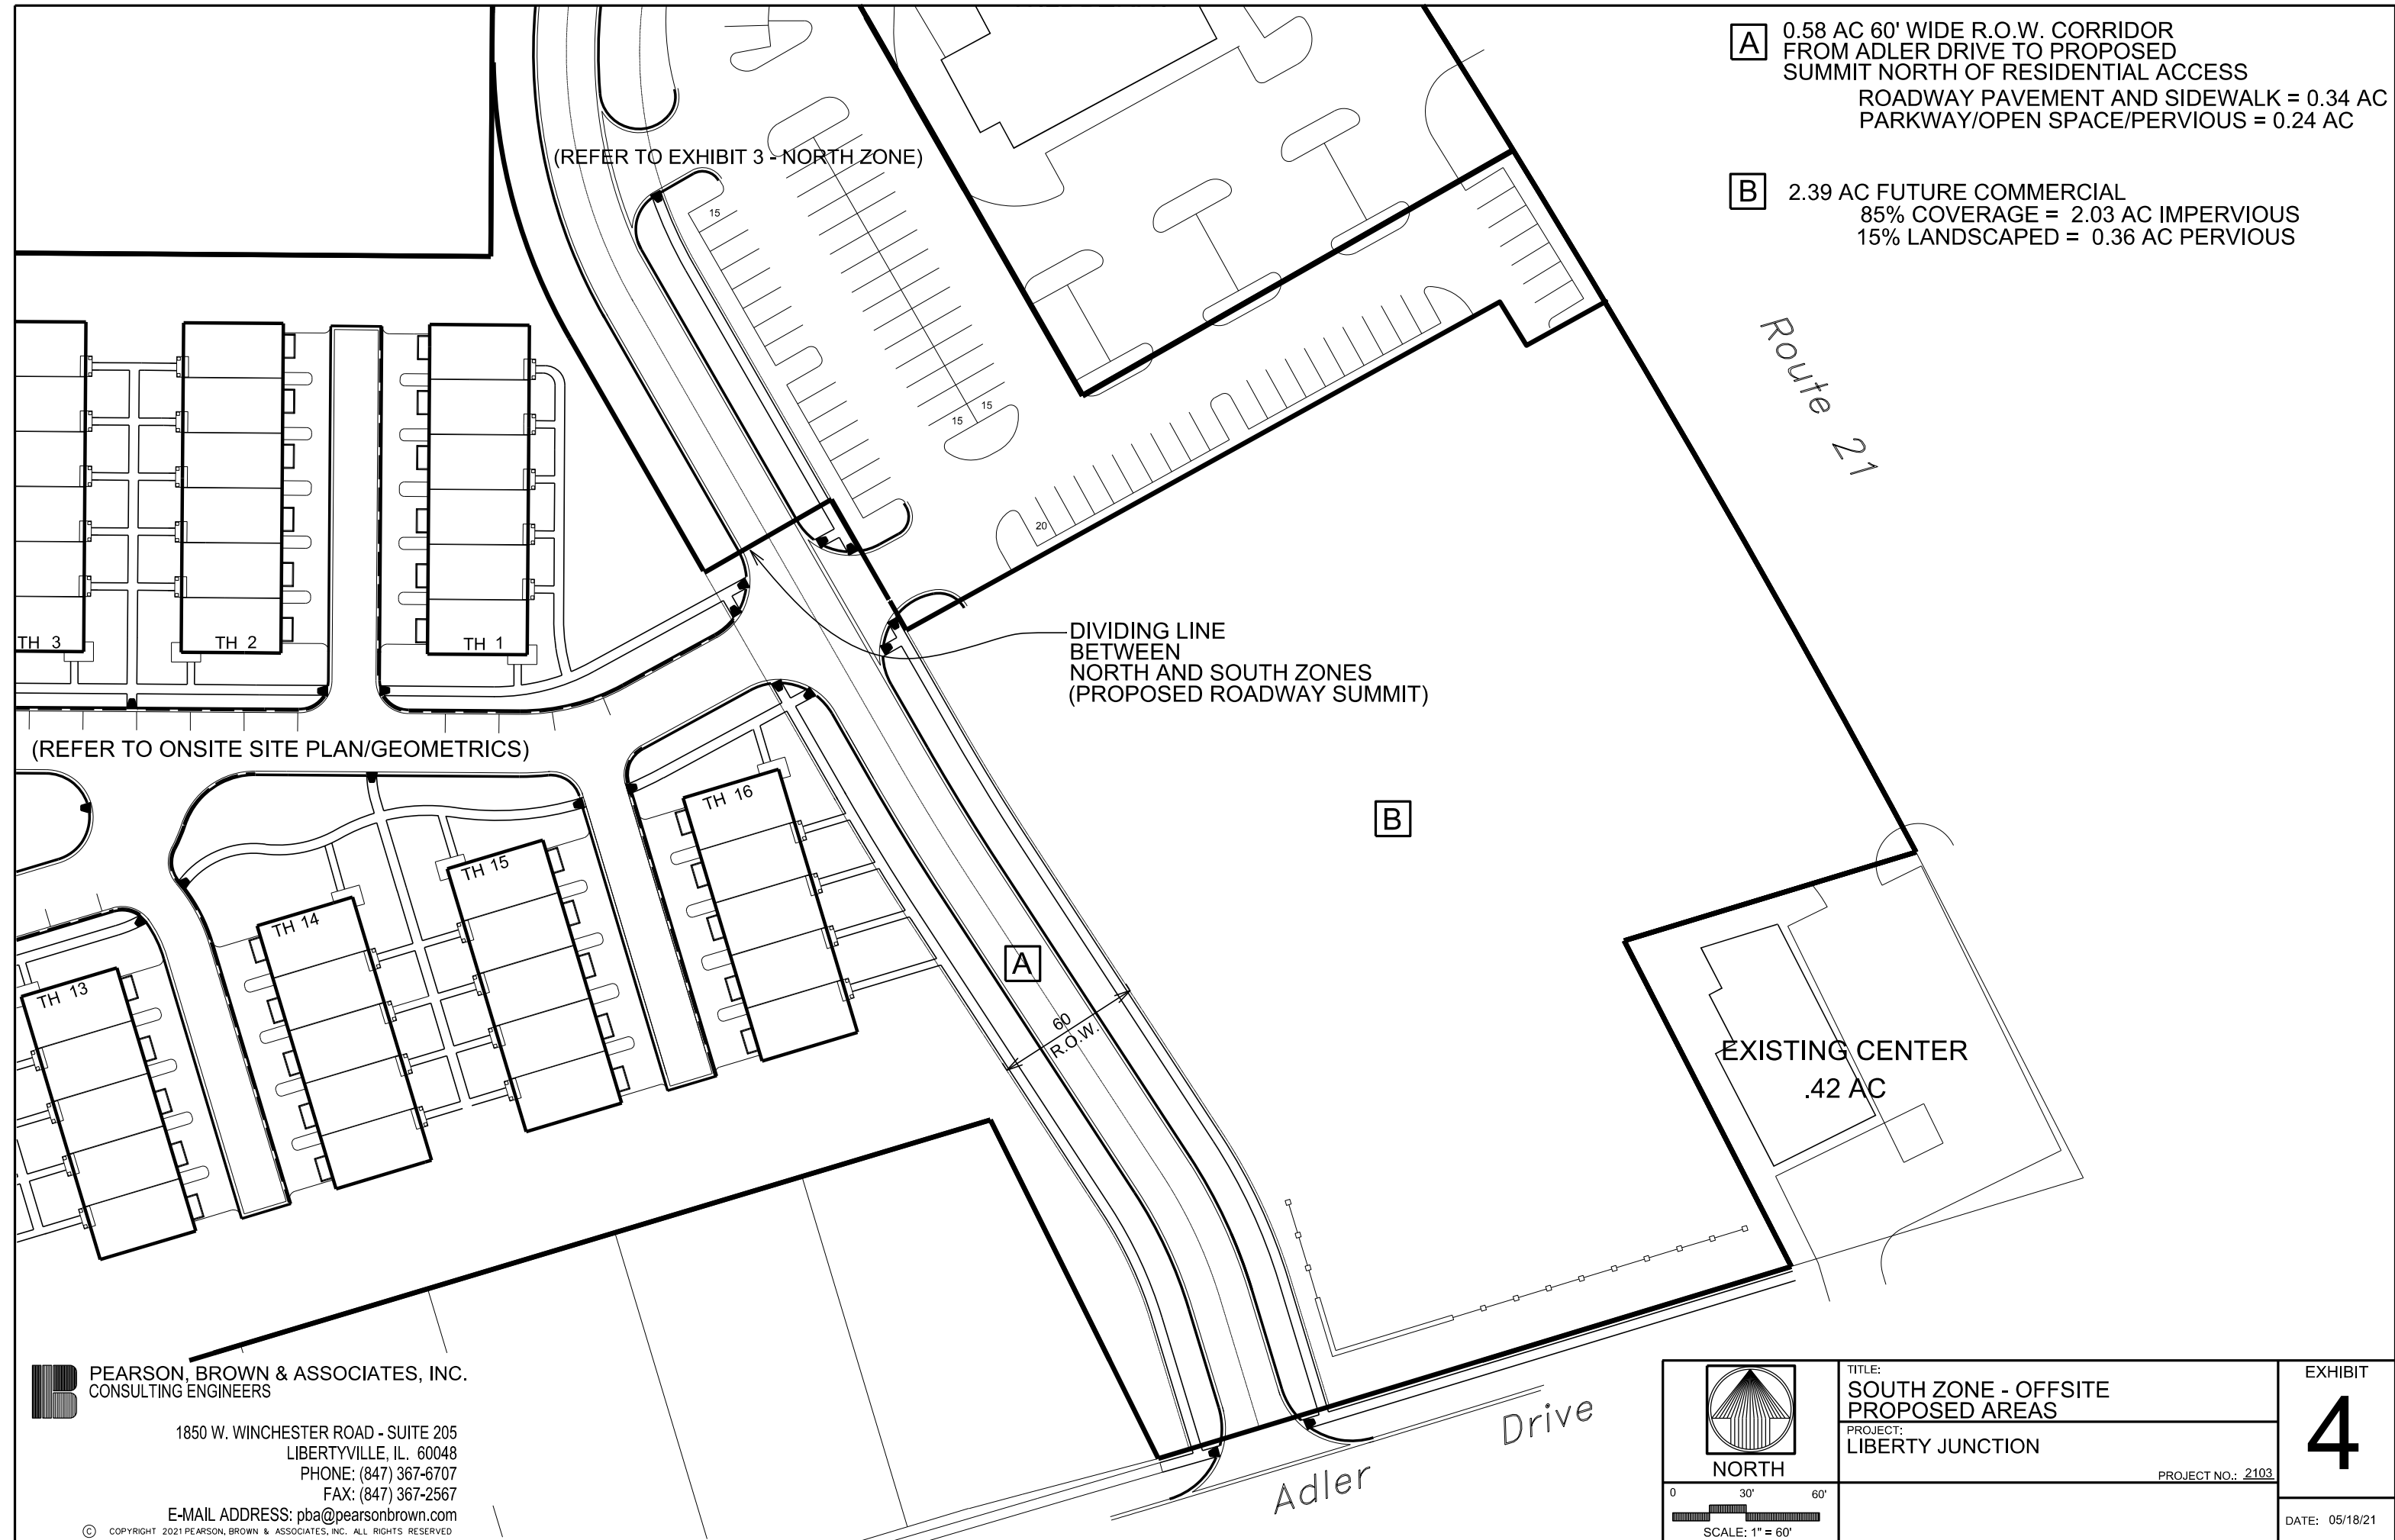 A
0.58 AC 60' WIDE R.O.W. CORRIDOR
FROM ADLER DRIVE TO PROPOSED
SUMMIT NORTH OF RESIDENTIAL ACCESS
ROADWAY PAVEMENT AND SIDEWALK = 0.34 AC
PARKWAY/OPEN SPACE/PERVIOUS = 0.24 AC
B
2.39 AC FUTURE COMMERCIAL
85% COVERAGE = 2.03 AC IMPERVIOUS
15% LANDSCAPED = 0.36 AC PERVIOUS
(REFER TO EXHIBIT 3 - NORTH ZONE)
15
15
15
20
Route 21
DIVIDING LINE
BETWEEN
NORTH AND SOUTH ZONES
(PROPOSED ROADWAY SUMMIT)
TH 3
TH 2
TH 1
(REFER TO ONSITE SITE PLAN/GEOMETRICS)
TH 16
TH 15
TH 14
TH 13
B
A
60
R.O.W.
EXISTING CENTER
.42 AC
Adler Drive
PEARSON, BROWN & ASSOCIATES, INC.
CONSULTING ENGINEERS
1850 W. WINCHESTER ROAD - SUITE 205
LIBERTYVILLE, IL. 60048
PHONE: (847) 367-6707
FAX: (847) 367-2567
E-MAIL ADDRESS: pba@pearsonbrown.com
© COPYRIGHT 2021 PEARSON, BROWN & ASSOCIATES, INC. ALL RIGHTS RESERVED
NORTH
0 30' 60'
SCALE: 1" = 60'
TITLE:
SOUTH ZONE - OFFSITE
PROPOSED AREAS
PROJECT:
LIBERTY JUNCTION
PROJECT NO.: 2103
EXHIBIT
4
DATE: 05/18/21